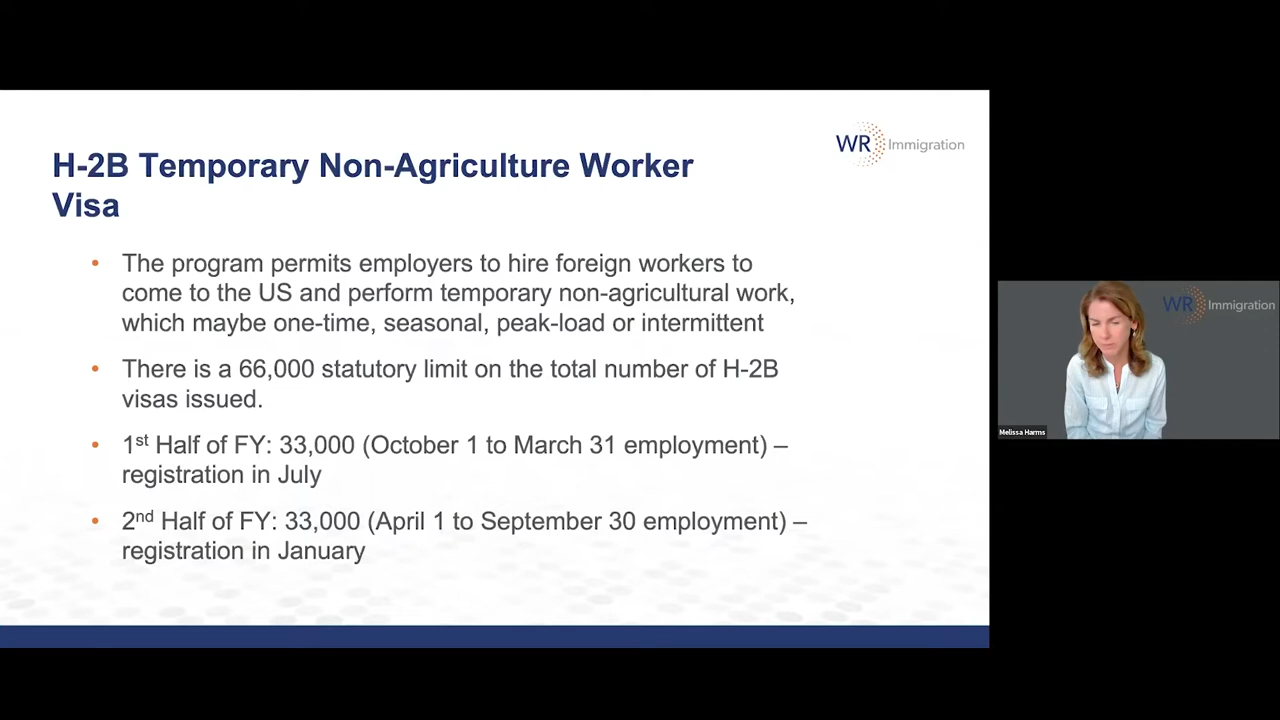 WR Immigration
H-2B Temporary Non-Agriculture Worker
Visa
• The program permits employers to hire foreign workers to
come to the US and perform temporary non-agricultural work,
which maybe one-time, seasonal, peak-load or intermittent
• There is a 66,000 statutory limit on the total number of H-2B
visas issued.
• 1st Half of FY: 33,000 (October 1 to March 31 employment) –
registration in July
• 2nd Half of FY: 33,000 (April 1 to September 30 employment) –
registration in January
WR Immigration
Melissa Harms